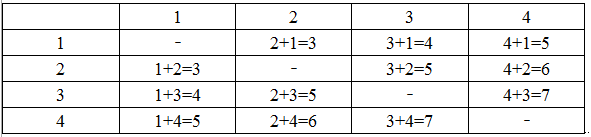 1 2 3 4
1 - 2+1=3 3+1=4 4+1=5
2 1+2=3 - 3+2=5 4+2=6
3 1+3=4 2+3=5 - 4+3=7
4 1+4=5 2+4=6 3+4=7 -